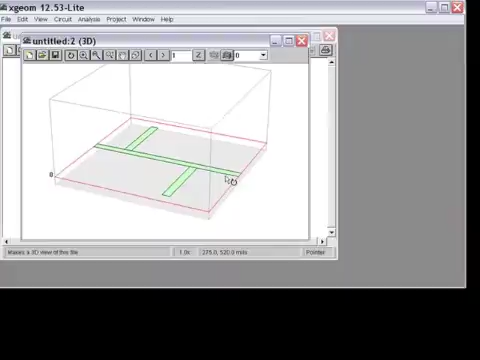 xgeom 12.53-Lite
File Edit View Circuit Analysis Project Window Help
untitled:2 (3D)
1
Z
0
0
Makes a 3D view of this file 1.0x 275.0, 520.0 mils Pointer